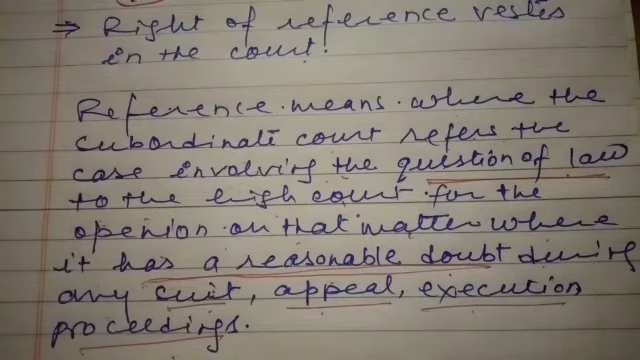 ⇒ Right of reference vests
in the court.
Reference means where the
subordinate court refers the
case involving the question of law
to the high court for the
openion on that matter where
it has a reasonable doubt during
any suit, appeal, execution
proceedings.